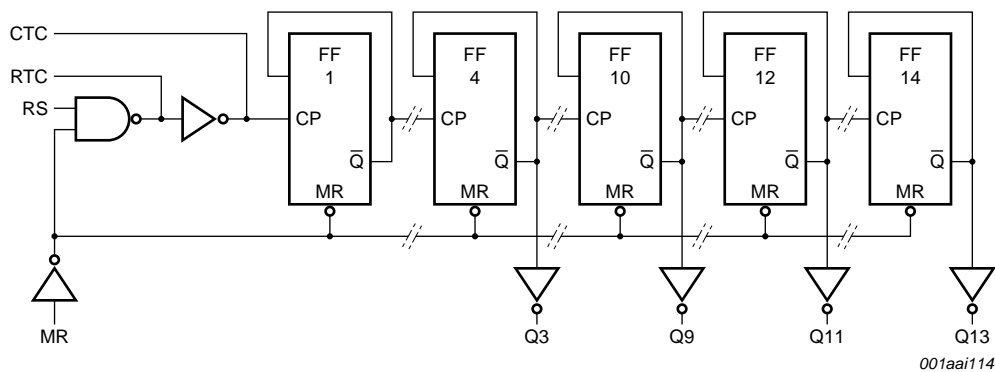 CTC
RTC
RS
FF
1
CP
Q
MR
FF
4
CP
Q
MR
FF
10
CP
Q
MR
FF
12
CP
Q
MR
FF
14
CP
Q
MR
MR
Q3
Q9
Q11
Q13
001aai114